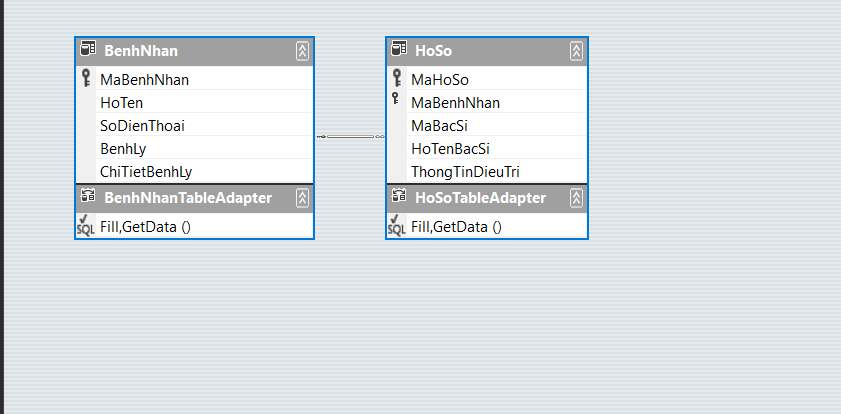 BenhNhan
MaBenhNhan
HoTen
SoDienThoai
BenhLy
ChiTietBenhLy
BenhNhanTableAdapter
SQL Fill,GetData ()
HoSo
MaHoSo
MaBenhNhan
MaBacSi
HoTenBacSi
ThongTinDieuTri
HoSoTableAdapter
SQL Fill,GetData ()